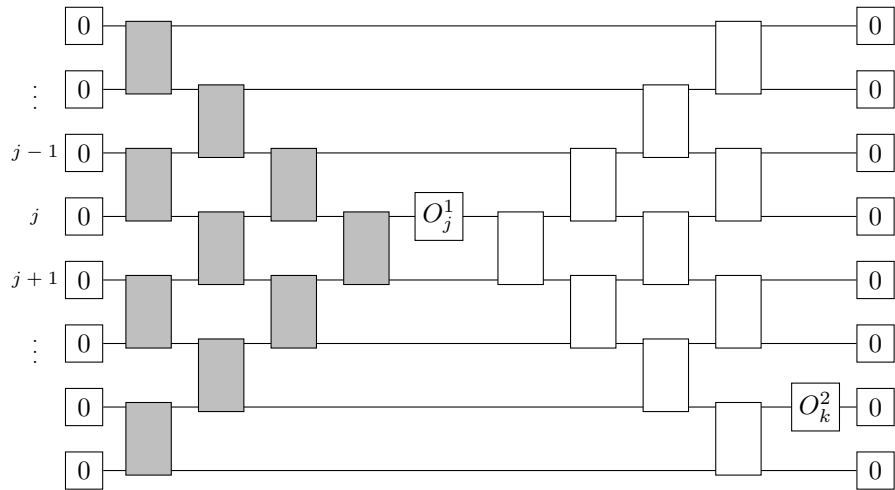 0 0
⋮ 0 0
j − 1 0 0
j 0 O_j^1 0
j + 1 0 0
⋮ 0 0
0 O_k^2 0
0 0